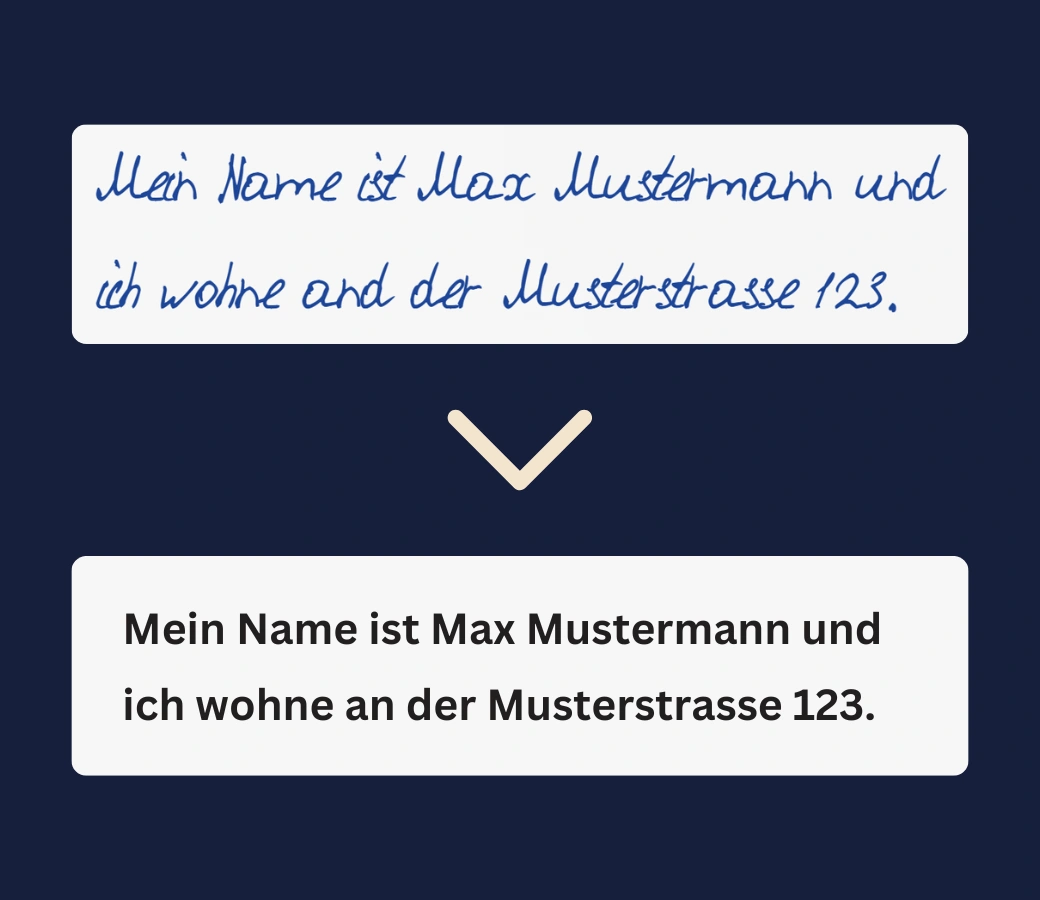 Mein Name ist Max Mustermann und
ich wohne and der Musterstrasse 123.
Mein Name ist Max Mustermann und
ich wohne an der Musterstrasse 123.